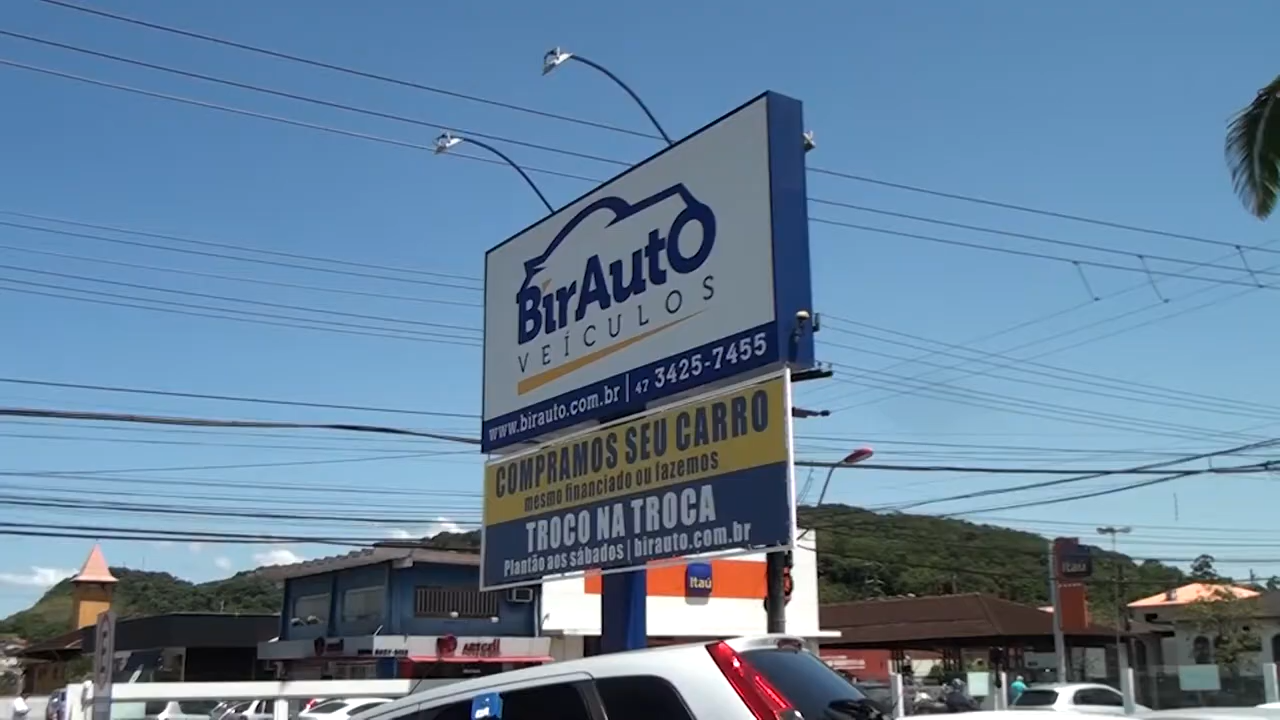 BirAuto
VEÍCULOS
www.birauto.com.br | 47 3425-7455
COMPRAMOS SEU CARRO
mesmo financiado ou fazemos
TROCO NA TROCA
Plantão aos sábados | birauto.com.br
Itaú
Itaú